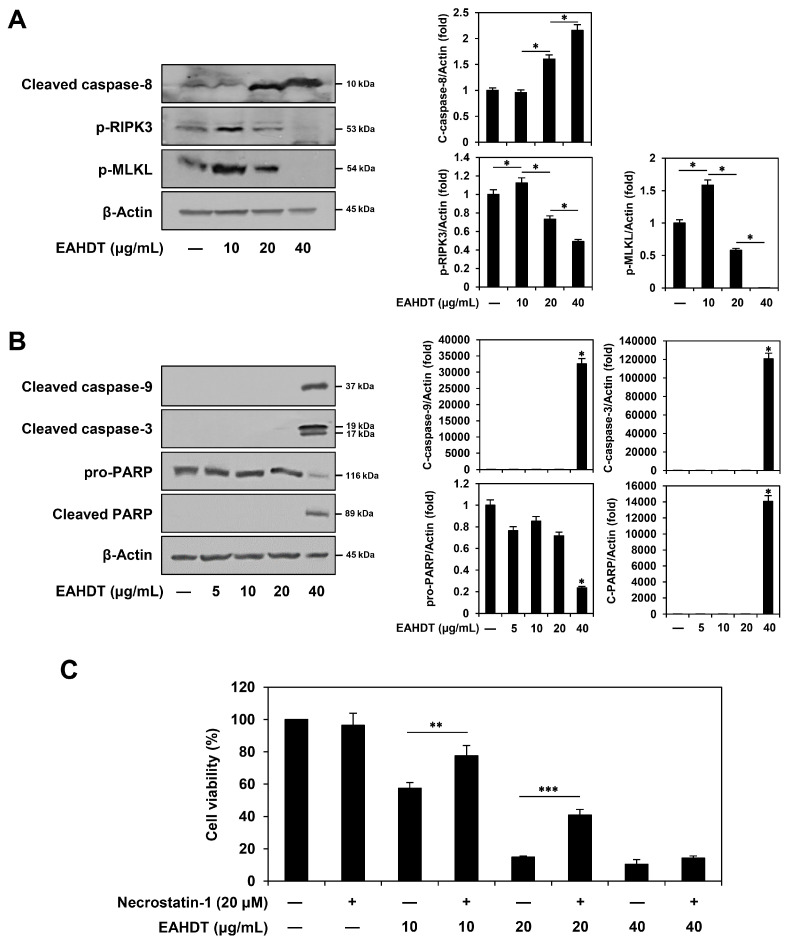 A
Cleaved caspase-8
10 kDa
p-RIPK3
53 kDa
p-MLKL
54 kDa
β-Actin
45 kDa
EAHDT (µg/mL) — 10 20 40
C-caspase-8/Actin (fold)
2.5
2
1.5
1
0.5
0
* * 
p-RIPK3/Actin (fold)
1.4
1.2
1
0.8
0.6
0.4
0.2
0
* * *
EAHDT (µg/mL) — 10 20 40
p-MLKL/Actin (fold)
2
1.5
1
0.5
0
* * *
— 10 20 40
B
Cleaved caspase-9
37 kDa
Cleaved caspase-3
19 kDa
17 kDa
pro-PARP
116 kDa
Cleaved PARP
89 kDa
β-Actin
45 kDa
EAHDT (µg/mL) — 5 10 20 40
C-caspase-9/Actin (fold)
40000
35000
30000
25000
20000
15000
10000
5000
0
*
C-caspase-3/Actin (fold)
140000
120000
100000
80000
60000
40000
20000
0
*
pro-PARP/Actin (fold)
1.2
1
0.8
0.6
0.4
0.2
0
*
EAHDT (µg/mL) — 5 10 20 40
C-PARP/Actin (fold)
16000
14000
12000
10000
8000
6000
4000
2000
0
*
— 5 10 20 40
C
Cell viability (%)
120
100
80
60
40
20
0
** ***
Necrostatin-1 (20 µM) — + — + — + — +
EAHDT (µg/mL) — — 10 10 20 20 40 40